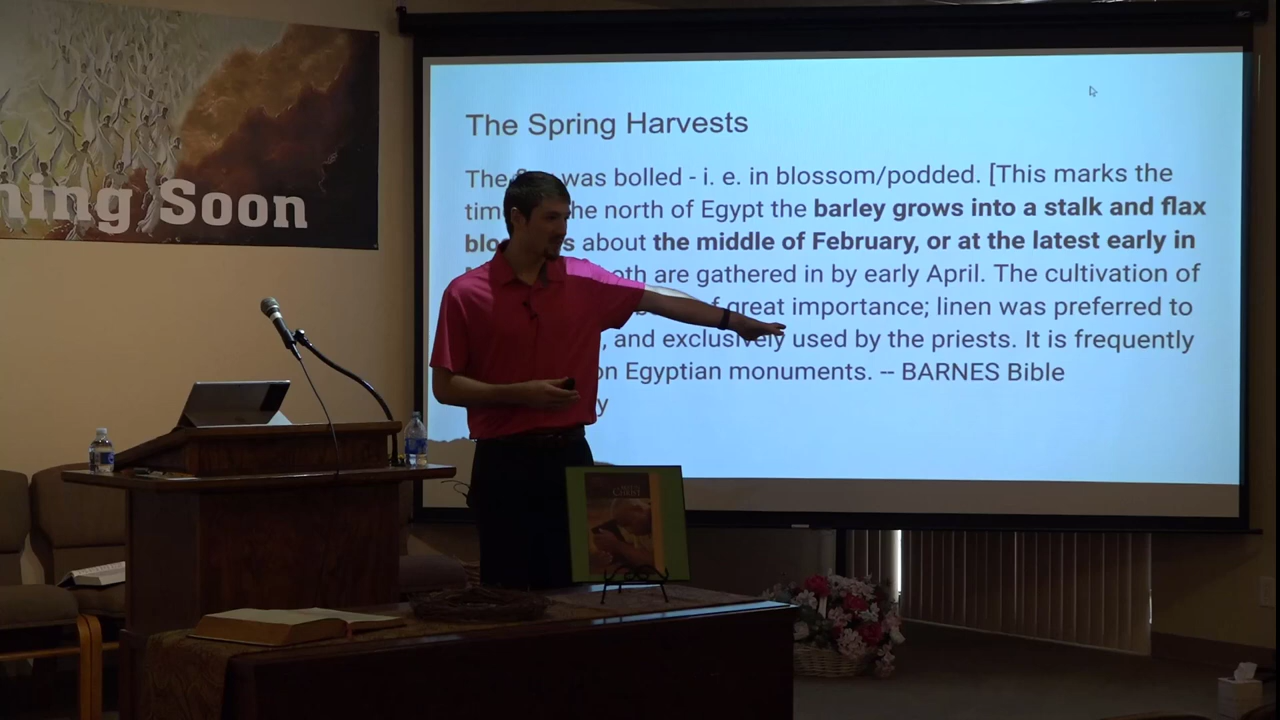 ning Soon
The Spring Harvests
The was bolled - i. e. in blossom/podded. [This marks the
time he north of Egypt the barley grows into a stalk and flax
blo s about the middle of February, or at the latest early in
oth are gathered in by early April. The cultivation of
of great importance; linen was preferred to
, and exclusively used by the priests. It is frequently
on Egyptian monuments. -- BARNES Bible
y
CHRIST